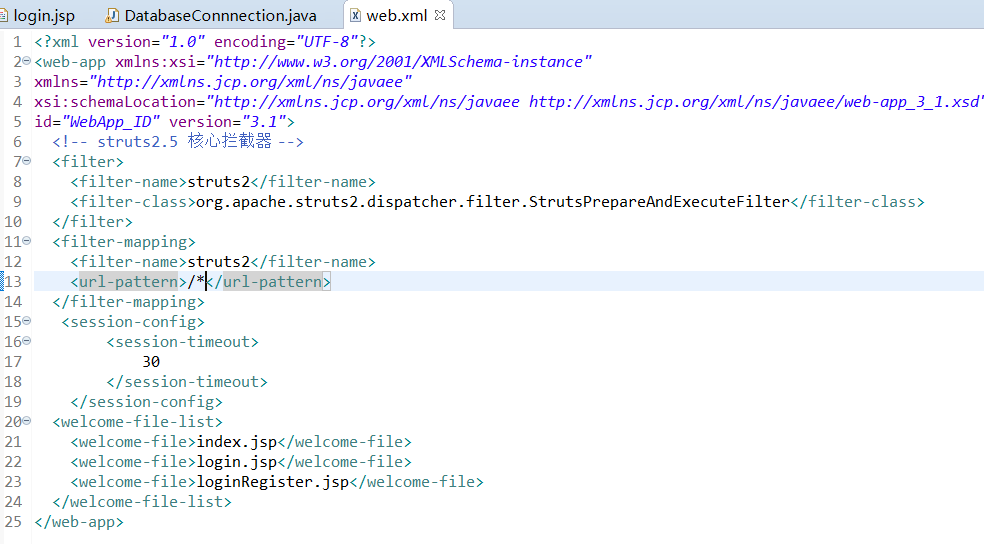 login.jsp DatabaseConnnection.java web.xml
1 <?xml version="1.0" encoding="UTF-8"?>
2 <web-app xmlns:xsi="http://www.w3.org/2001/XMLSchema-instance"
3 xmlns="http://xmlns.jcp.org/xml/ns/javaee"
4 xsi:schemaLocation="http://xmlns.jcp.org/xml/ns/javaee http://xmlns.jcp.org/xml/ns/javaee/web-app_3_1.xsd"
5 id="WebApp_ID" version="3.1">
6 <!-- struts2.5 核心拦截器 -->
7 <filter>
8 <filter-name>struts2</filter-name>
9 <filter-class>org.apache.struts2.dispatcher.filter.StrutsPrepareAndExecuteFilter</filter-class>
10 </filter>
11 <filter-mapping>
12 <filter-name>struts2</filter-name>
13 <url-pattern>/*</url-pattern>
14 </filter-mapping>
15 <session-config>
16 <session-timeout>
17 30
18 </session-timeout>
19 </session-config>
20 <welcome-file-list>
21 <welcome-file>index.jsp</welcome-file>
22 <welcome-file>login.jsp</welcome-file>
23 <welcome-file>loginRegister.jsp</welcome-file>
24 </welcome-file-list>
25 </web-app>